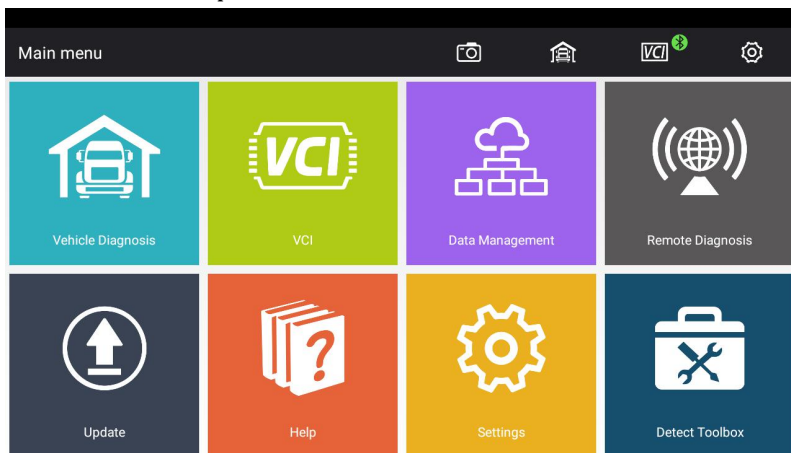 Main menu
VCI
VCI
Vehicle Diagnosis
VCI
Data Management
Remote Diagnosis
?
Update
Help
Settings
Detect Toolbox